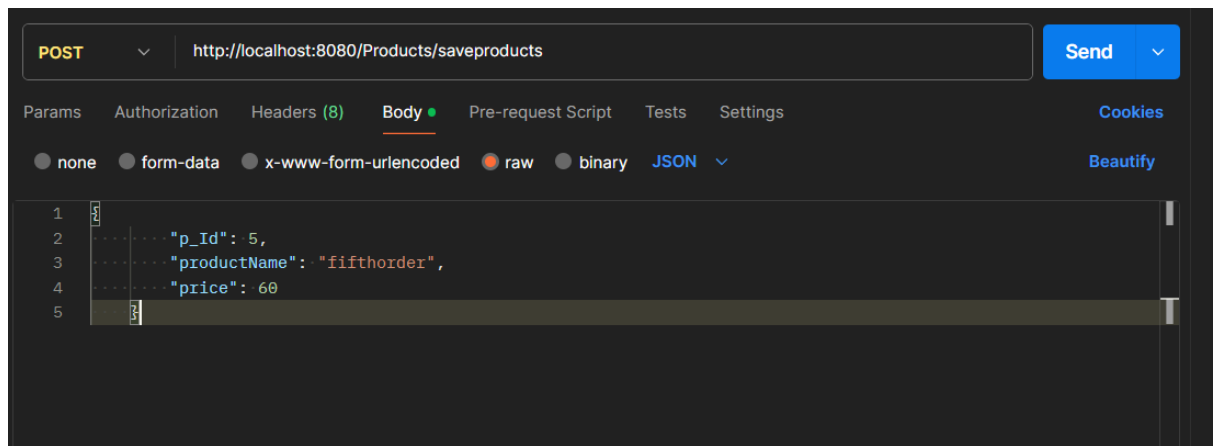 POST http://localhost:8080/Products/saveproducts Send
Params Authorization Headers (8) Body Pre-request Script Tests Settings Cookies
none form-data x-www-form-urlencoded raw binary JSON Beautify
1 {
2 "p_Id": 5,
3 "productName": "fifthorder",
4 "price": 60
5 }